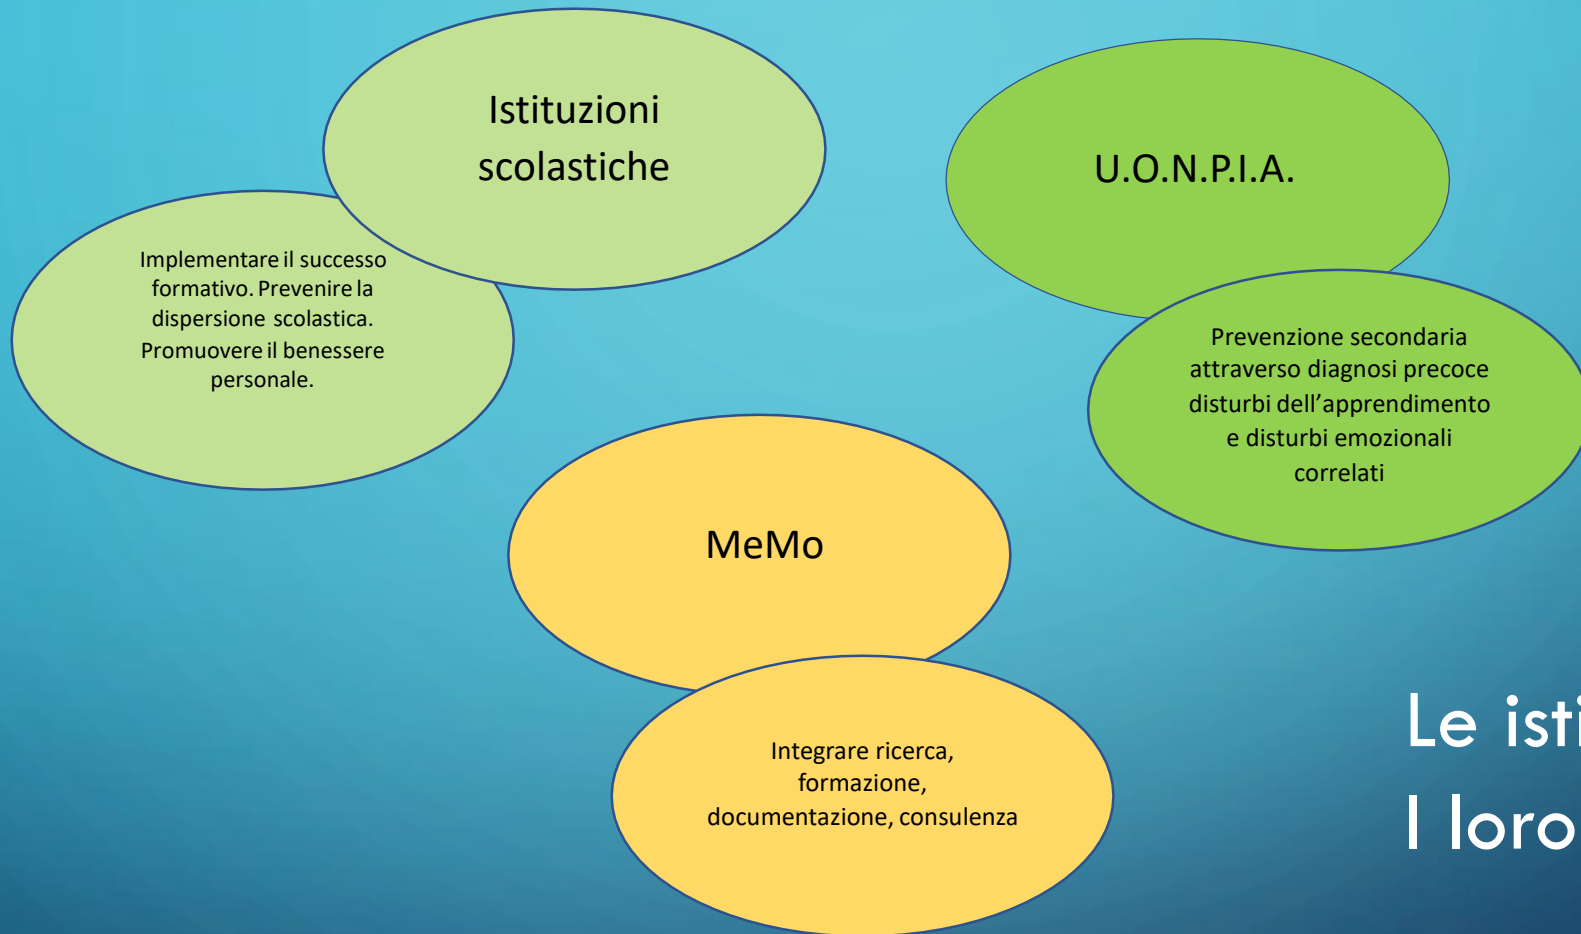 Istituzioni
scolastiche
Implementare il successo
formativo. Prevenire la
dispersione scolastica.
Promuovere il benessere
personale.
U.O.N.P.I.A.
Prevenzione secondaria
attraverso diagnosi precoce
disturbi dell’apprendimento
e disturbi emozionali
correlati
MeMo
Integrare ricerca,
formazione,
documentazione, consulenza
Le isti
I loro